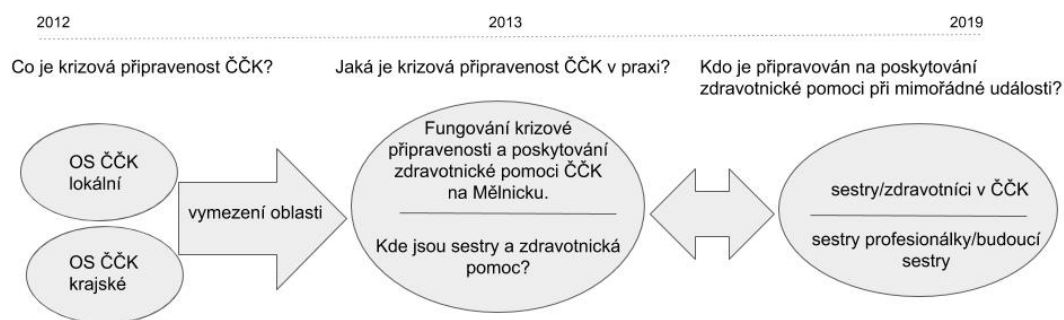 2012
2013
2019
Co je krizová připravenost ČČK?
Jaká je krizová připravenost ČČK v praxi?
Kdo je připravován na poskytování
zdravotnické pomoci při mimořádné události?
OS ČČK
lokální
OS ČČK
krajské
vymezení oblasti
Fungování krizové
připravenosti a poskytování
zdravotnické pomoci ČČK
na Mělnicku.
Kde jsou sestry a zdravotnická
pomoc?
sestry/zdravotníci v ČČK
sestry profesionálky/budoucí
sestry